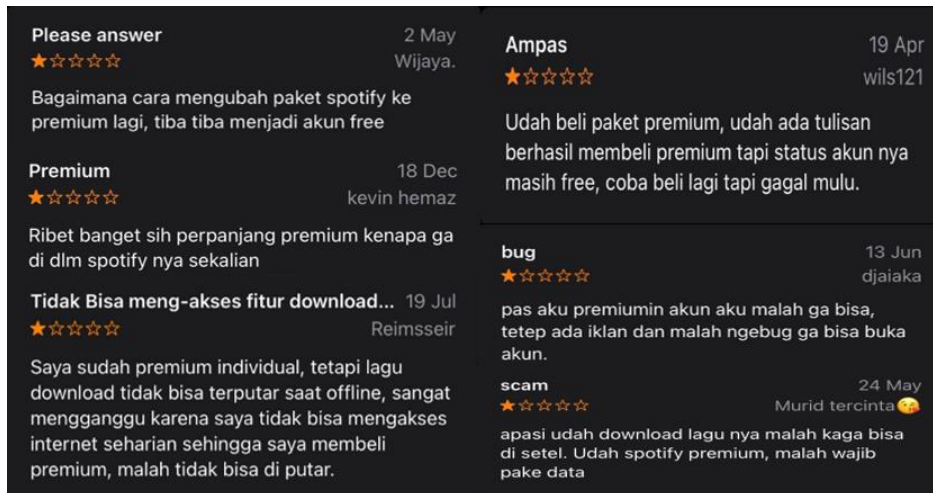 Please answer 2 May
Wijaya.
Bagaimana cara mengubah paket spotify ke
premium lagi, tiba tiba menjadi akun free
Premium 18 Dec
kevin hemaz
Ribet banget sih perpanjang premium kenapa ga
di dlm spotify nya sekalian
Tidak Bisa meng-akses fitur download... 19 Jul
Reimsseir
Saya sudah premium individual, tetapi lagu
download tidak bisa terputar saat offline, sangat
mengganggu karena saya tidak bisa mengakses
internet seharian sehingga saya membeli
premium, malah tidak bisa di putar.
Ampas 19 Apr
wils121
Udah beli paket premium, udah ada tulisan
berhasil membeli premium tapi status akun nya
masih free, coba beli lagi tapi gagal mulu.
bug 13 Jun
djaiaka
pas aku premiumin akun aku malah ga bisa,
tetep ada iklan dan malah ngebug ga bisa buka
akun.
scam 24 May
Murid tercinta😘
apasi udah download lagu nya malah kaga bisa
di setel. Udah spotify premium, malah wajib
pake data